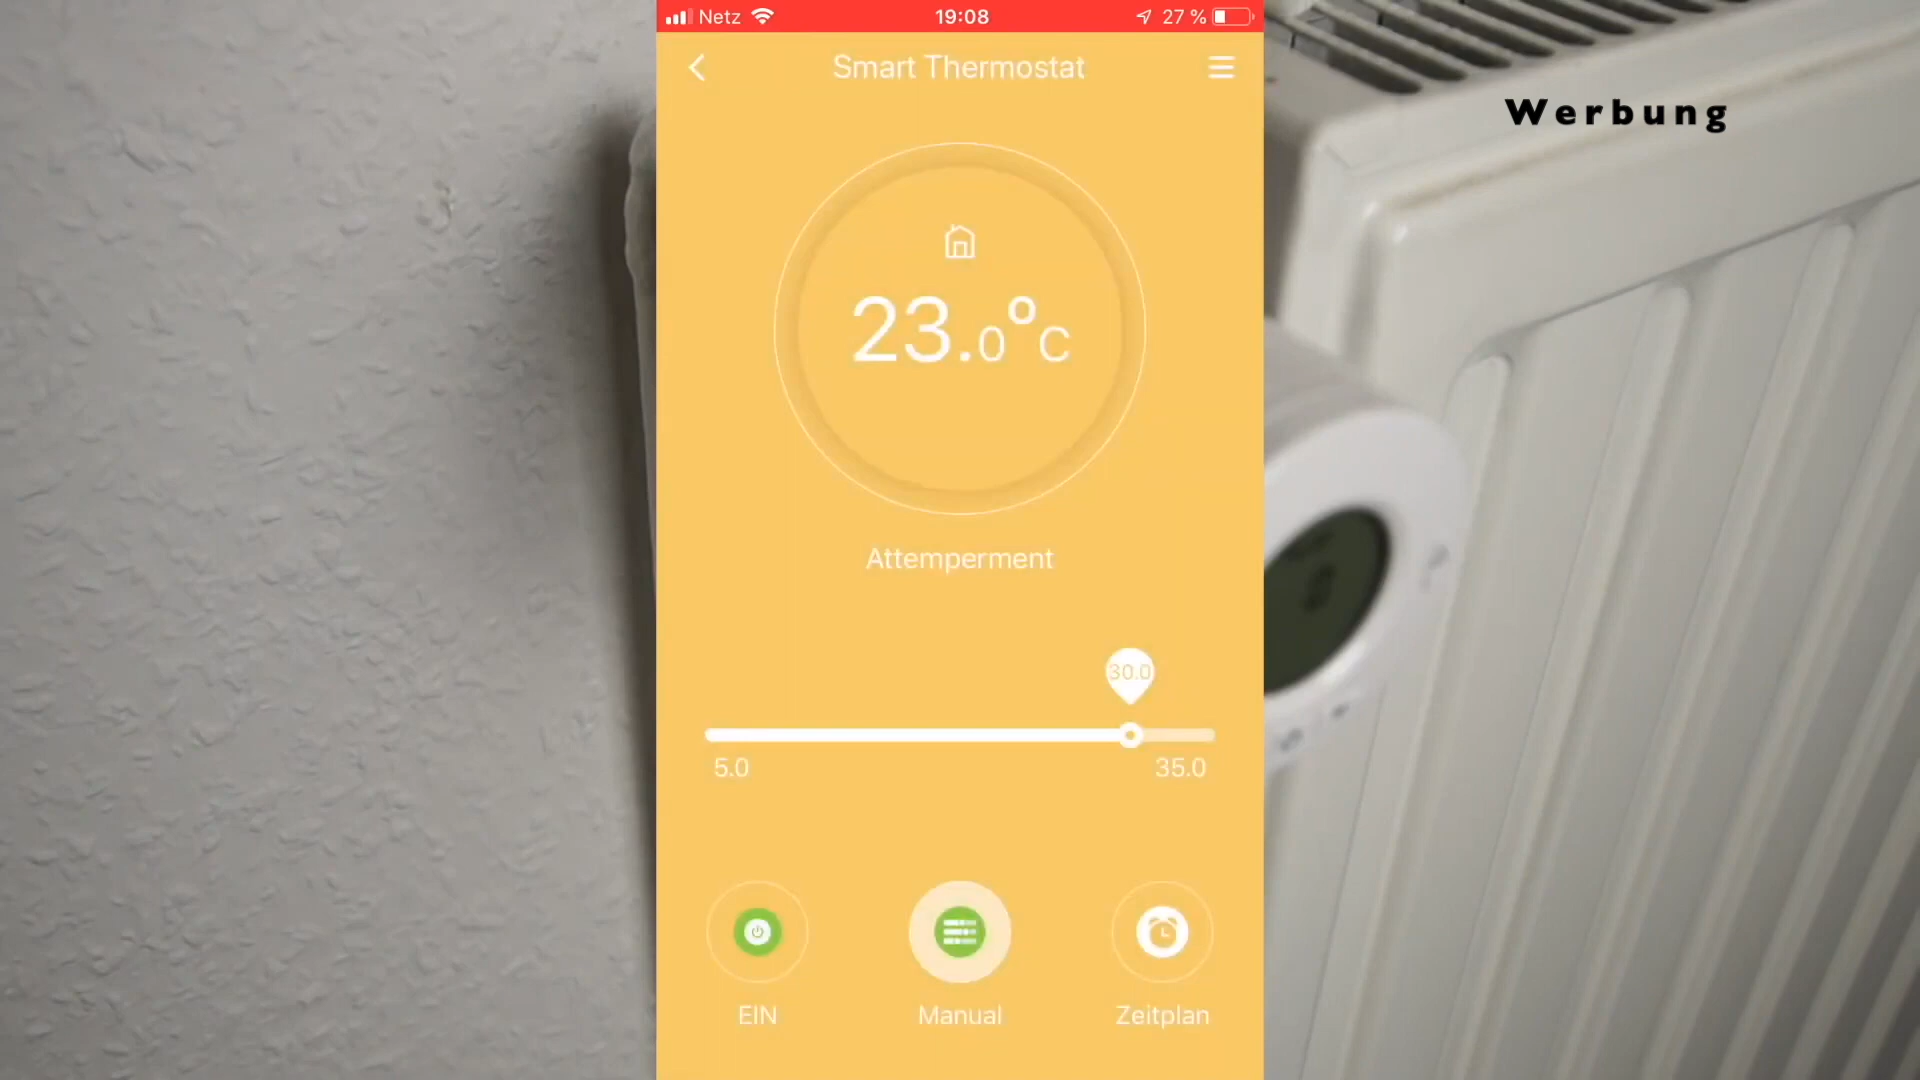 Netz 19:08 27 %
Smart Thermostat
Werbung
23.0°C
Attemperment
30.0
5.0 35.0
EIN Manual Zeitplan